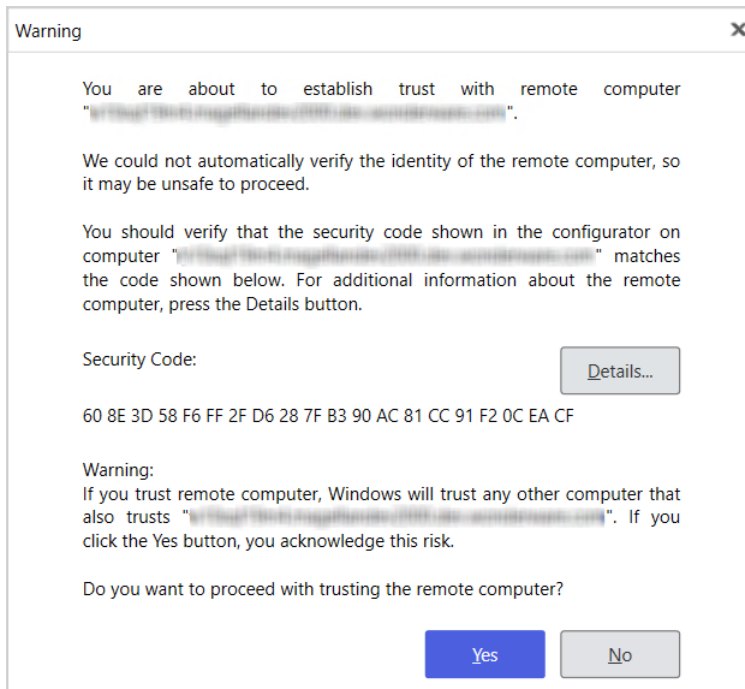 Warning
You are about to establish trust with remote computer
" ".
We could not automatically verify the identity of the remote computer, so
it may be unsafe to proceed.
You should verify that the security code shown in the configurator on
computer " " matches
the code shown below. For additional information about the remote
computer, press the Details button.
Security Code:
Details...
60 8E 3D 58 F6 FF 2F D6 28 7F B3 90 AC 81 CC 91 F2 0C EA CF
Warning:
If you trust remote computer, Windows will trust any other computer that
also trusts " ". If you
click the Yes button, you acknowledge this risk.
Do you want to proceed with trusting the remote computer?
Yes
No